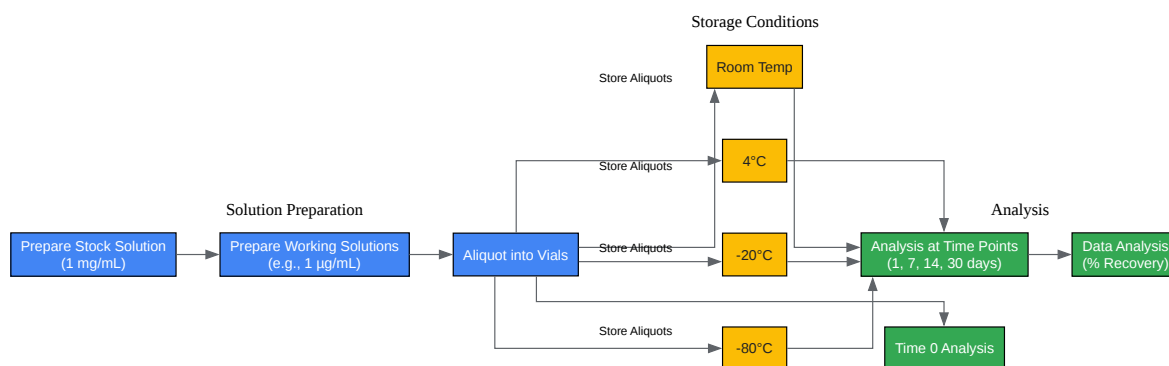 Storage Conditions
Room Temp
Store Aliquots
4°C
Store Aliquots
Solution Preparation
Analysis
Prepare Stock Solution
(1 mg/mL)
Prepare Working Solutions
(e.g., 1 µg/mL)
Aliquot into Vials
Store Aliquots
-20°C
Analysis at Time Points
(1, 7, 14, 30 days)
Data Analysis
(% Recovery)
Store Aliquots
-80°C
Time 0 Analysis